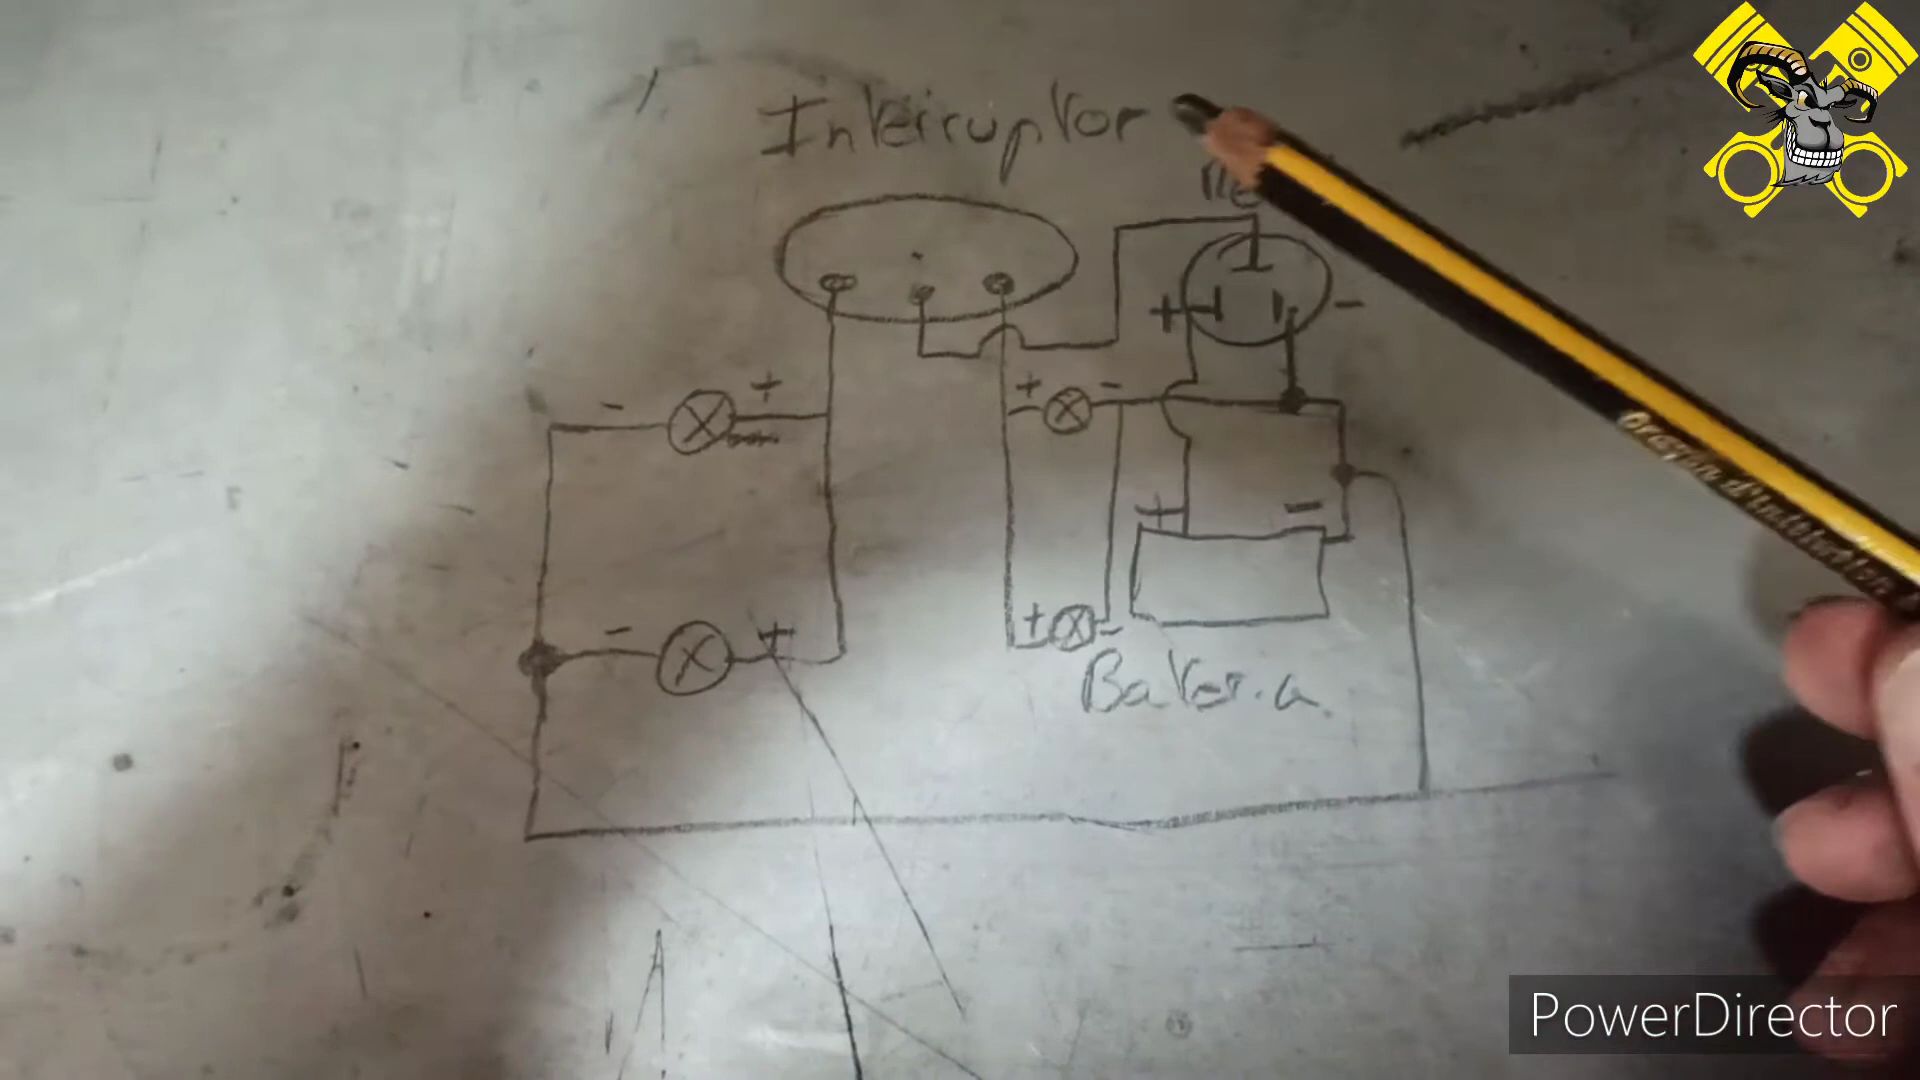 Interruptor
+ -
+ -
- +
+ -
- +
+ -
Bateria
PowerDirector